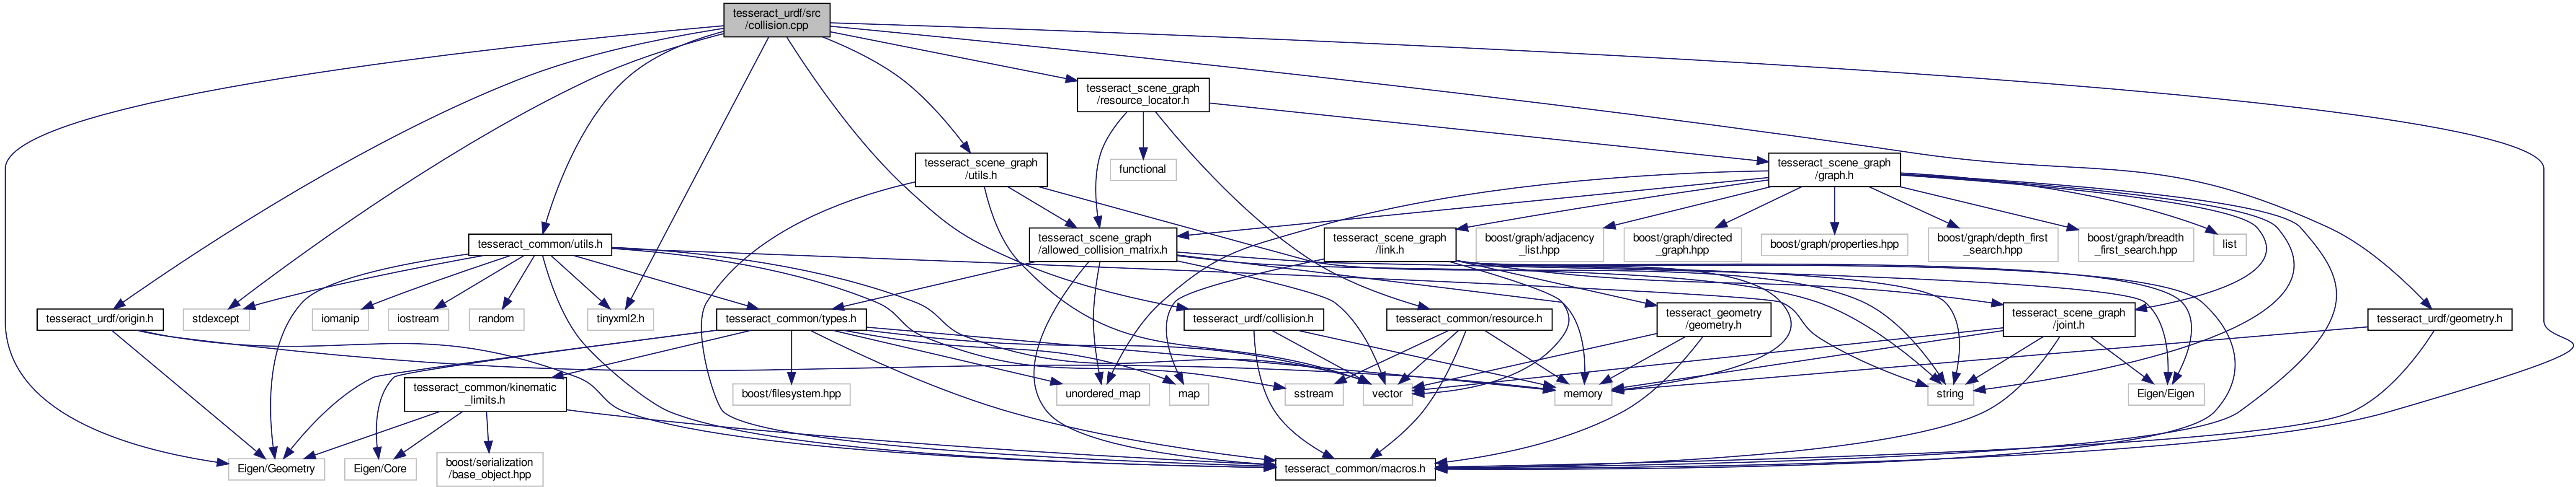 tesseract_urdf/src
/collision.cpp
tesseract_scene_graph
/resource_locator.h
tesseract_scene_graph
/utils.h
functional
tesseract_scene_graph
/graph.h
tesseract_common/utils.h
tesseract_scene_graph
/allowed_collision_matrix.h
tesseract_scene_graph
/link.h
boost/graph/adjacency
_list.hpp
boost/graph/directed
_graph.hpp
boost/graph/properties.hpp
boost/graph/depth_first
_search.hpp
boost/graph/breadth
_first_search.hpp
list
tesseract_urdf/origin.h
stdexcept
iomanip
iostream
random
tinyxml2.h
tesseract_common/types.h
tesseract_urdf/collision.h
tesseract_common/resource.h
tesseract_geometry
/geometry.h
tesseract_scene_graph
/joint.h
tesseract_urdf/geometry.h
tesseract_common/kinematic
_limits.h
boost/filesystem.hpp
unordered_map
map
sstream
vector
memory
string
Eigen/Eigen
Eigen/Geometry
Eigen/Core
boost/serialization
/base_object.hpp
tesseract_common/macros.h